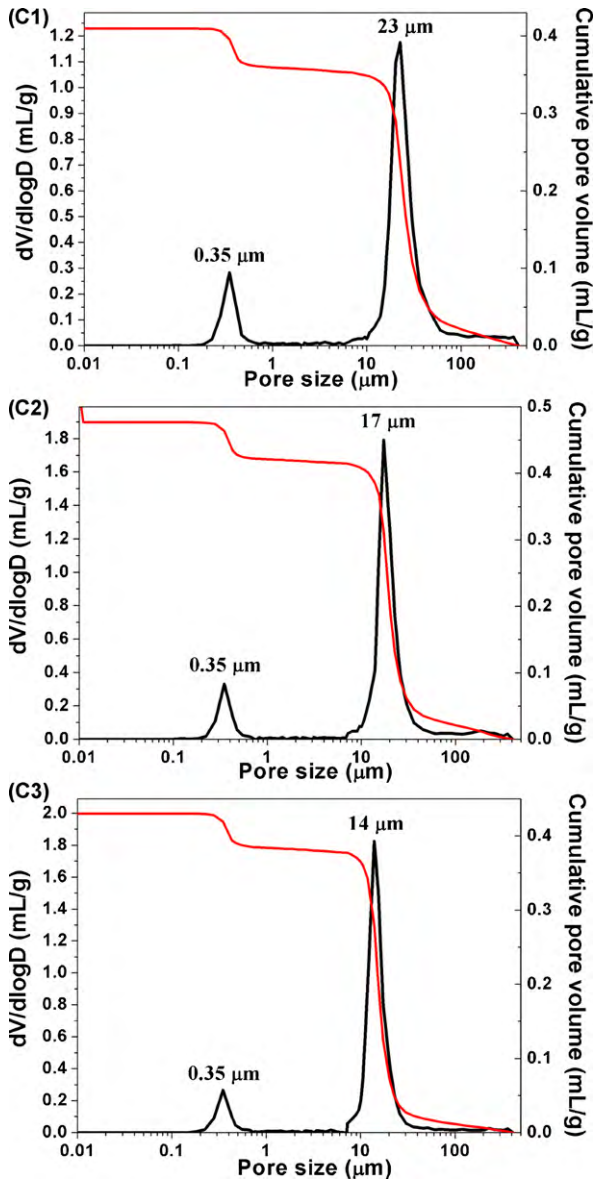 (C1)
23 μm
0.35 μm
dV/dlogD (mL/g)
Cumulative pore volume (mL/g)
1.2
1.1
1.0
0.9
0.8
0.7
0.6
0.5
0.4
0.3
0.2
0.1
0.0
0.4
0.3
0.2
0.1
0.0
0.01 0.1 1 10 100
Pore size (μm)
(C2)
17 μm
0.35 μm
dV/dlogD (mL/g)
Cumulative pore volume (mL/g)
1.8
1.6
1.4
1.2
1.0
0.8
0.6
0.4
0.2
0.0
0.5
0.4
0.3
0.2
0.1
0.0
0.01 0.1 1 10 100
Pore size (μm)
(C3)
14 μm
0.35 μm
dV/dlogD (mL/g)
Cumulative pore volume (mL/g)
2.0
1.8
1.6
1.4
1.2
1.0
0.8
0.6
0.4
0.2
0.0
0.4
0.3
0.2
0.1
0.0
0.01 0.1 1 10 100
Pore size (μm)